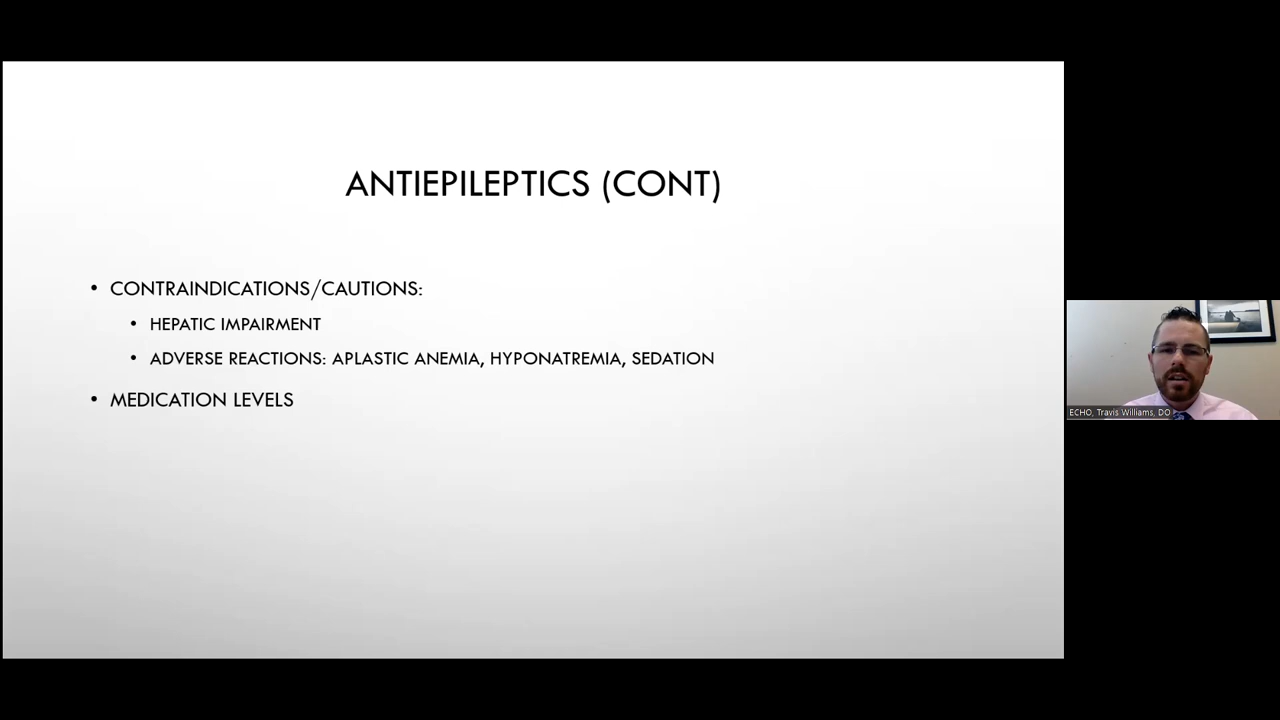 ANTIEPILEPTICS (CONT)
• CONTRAINDICATIONS/CAUTIONS:
• HEPATIC IMPAIRMENT
• ADVERSE REACTIONS: APLASTIC ANEMIA, HYPONATREMIA, SEDATION
• MEDICATION LEVELS
ECHO, Travis Williams, DO